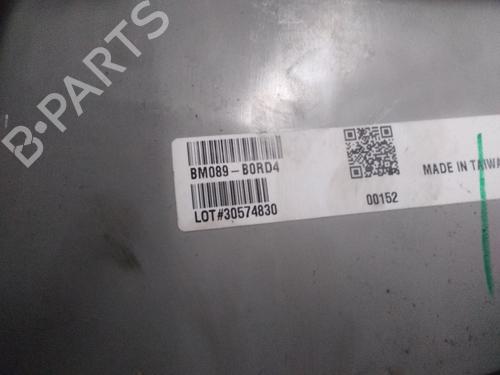 B-PARTS
BM089-B0RD4
LOT#30574830
00152
MADE IN TAIWA